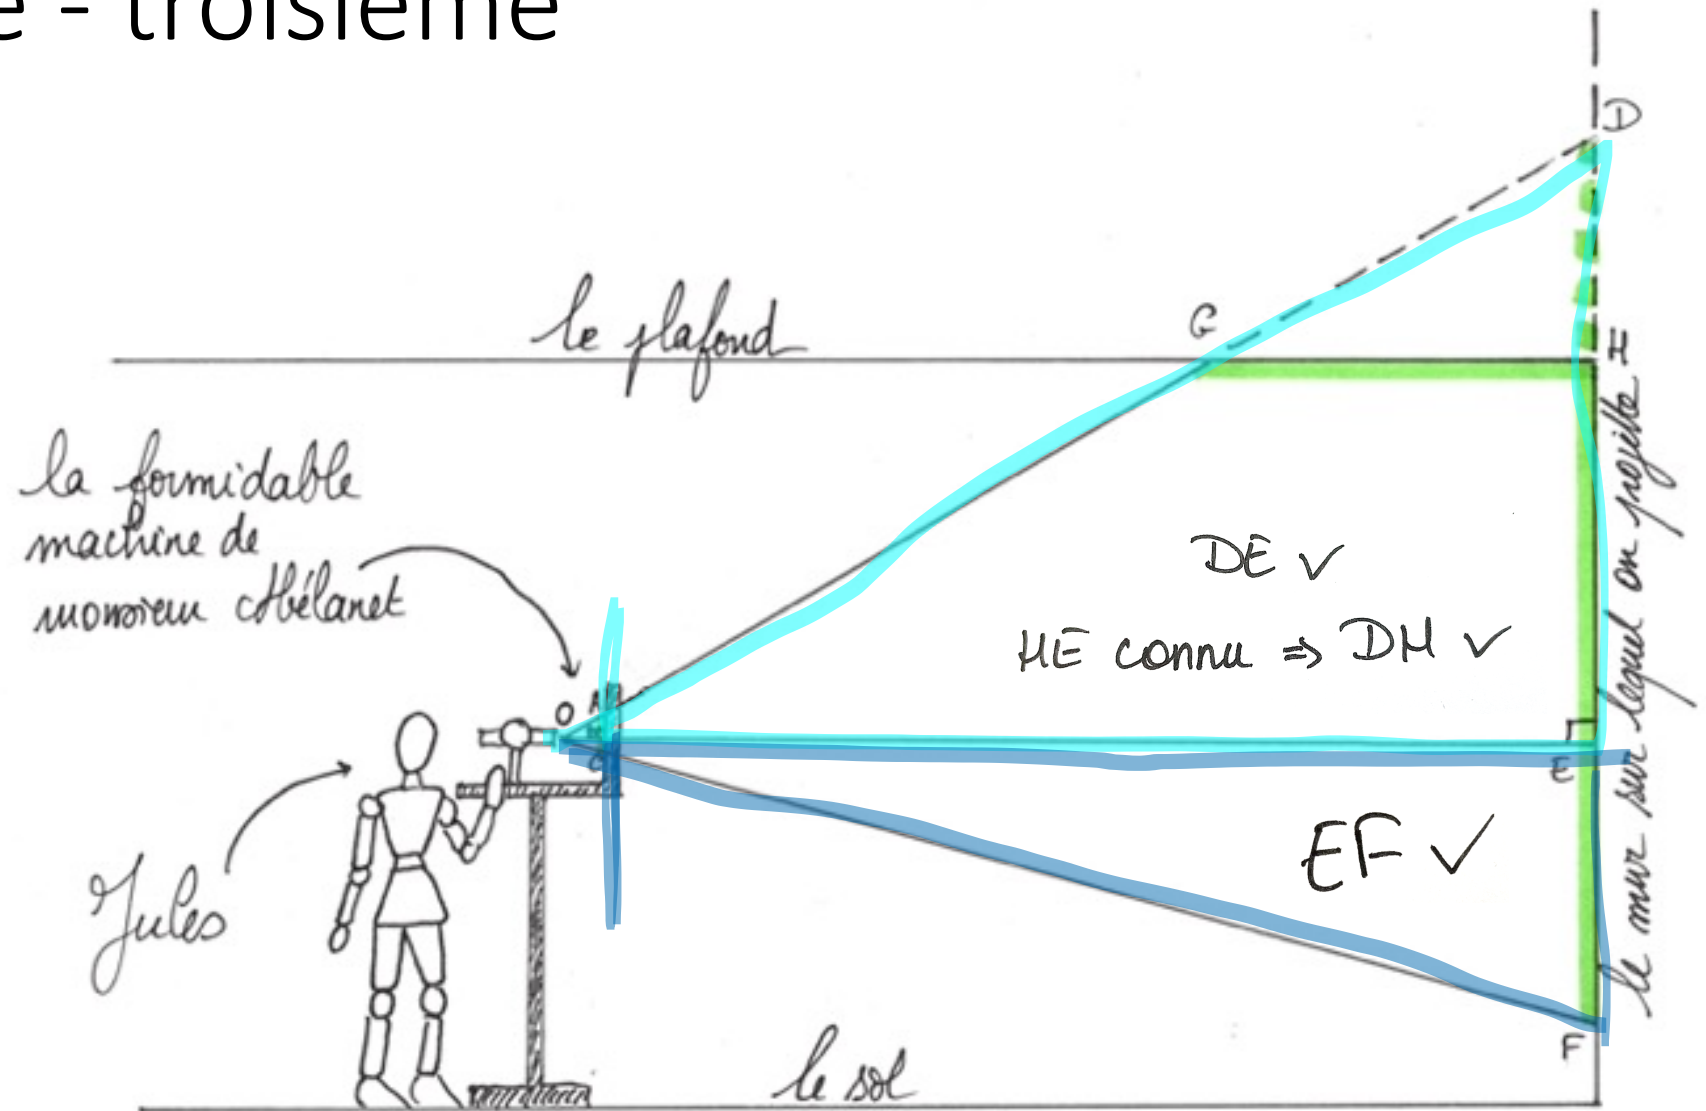 e - troisième
D
le plafond
G
H
la formidable
machine de
monsieur Mélanet
le mur sur lequel on projette
DE ✓
HE connu ⇒ DH ✓
O A
C
E
Jules
EF ✓
F
le sol